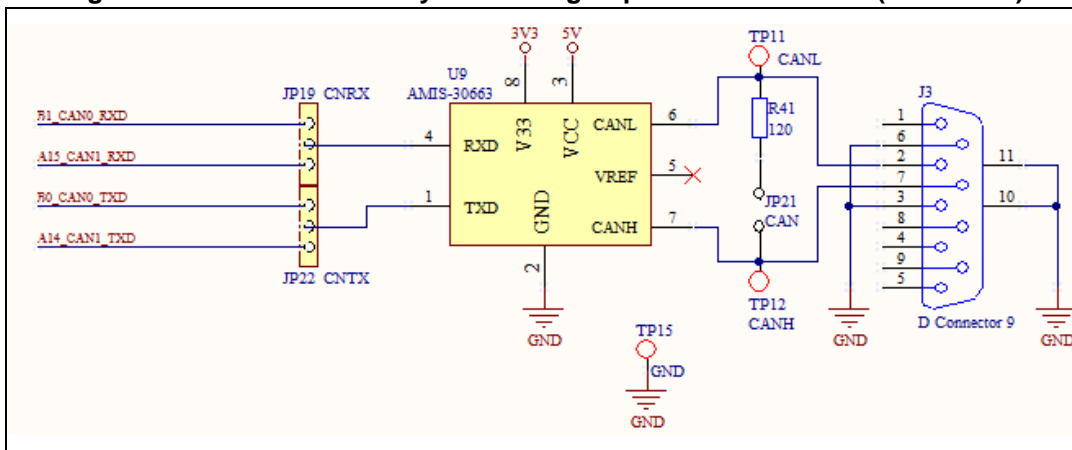 3V3
5V
TP11
CANL
U9
AMIS-30663
JP19 CNRX
8
3
V33
VCC
J3
B1_CAN0_RXD
4
RXD
CANL
6
R41
120
1
6
A15_CAN1_RXD
2
11
VREF
5
7
B0_CAN0_TXD
1
TXD
JP21
CAN
3
10
GND
CANH
7
8
A14_CAN1_TXD
4
9
JP22 CNTX
2
5
TP12
CANH
D Connector 9
GND
GND
GND
TP15
GND
GND